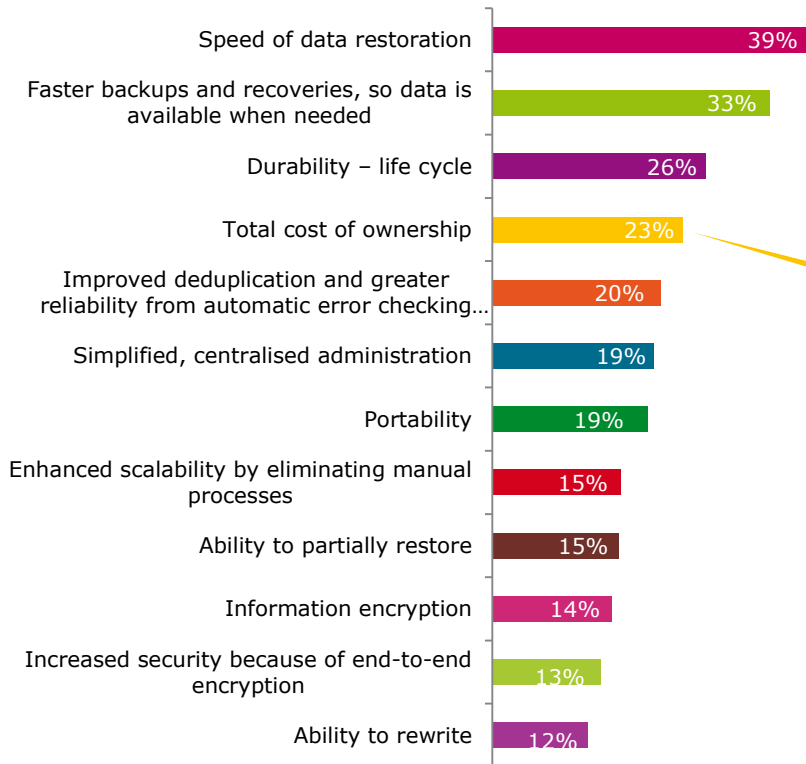 Speed of data restoration 39%
Faster backups and recoveries, so data is
available when needed 33%
Durability – life cycle 26%
Total cost of ownership 23%
Improved deduplication and greater
reliability from automatic error checking… 20%
Simplified, centralised administration 19%
Portability 19%
Enhanced scalability by eliminating manual
processes 15%
Ability to partially restore 15%
Information encryption 14%
Increased security because of end-to-end
encryption 13%
Ability to rewrite 12%